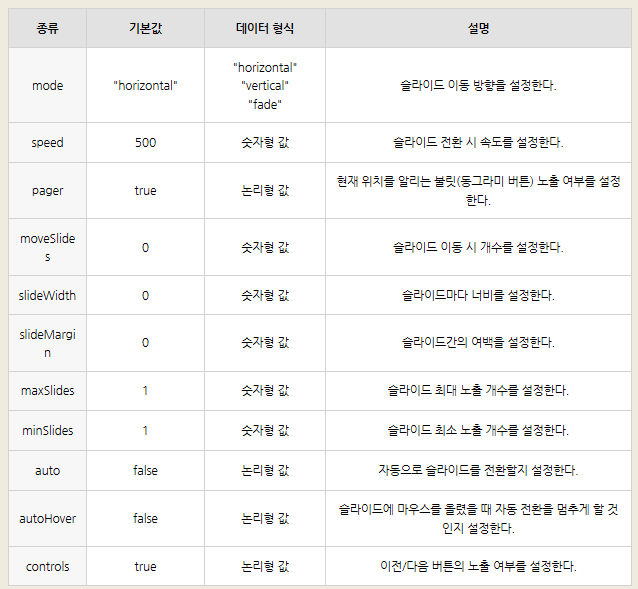 종류 기본값 데이터 형식 설명
mode "horizontal" "horizontal"
"vertical"
"fade" 슬라이드 이동 방향을 설정한다.
speed 500 숫자형 값 슬라이드 전환 시 속도를 설정한다.
pager true 논리형 값 현재 위치를 알리는 불릿(동그라미 버튼) 노출 여부를 설정
한다.
moveSlide
s 0 숫자형 값 슬라이드 이동 시 개수를 설정한다.
slideWidth 0 숫자형 값 슬라이드마다 너비를 설정한다.
slideMargi
n 0 숫자형 값 슬라이드간의 여백을 설정한다.
maxSlides 1 숫자형 값 슬라이드 최대 노출 개수를 설정한다.
minSlides 1 숫자형 값 슬라이드 최소 노출 개수를 설정한다.
auto false 논리형 값 자동으로 슬라이드를 전환할지 설정한다.
autoHover false 논리형 값 슬라이드에 마우스를 올렸을 때 자동 전환을 멈추게 할 것
인지 설정한다.
controls true 논리형 값 이전/다음 버튼의 노출 여부를 설정한다.